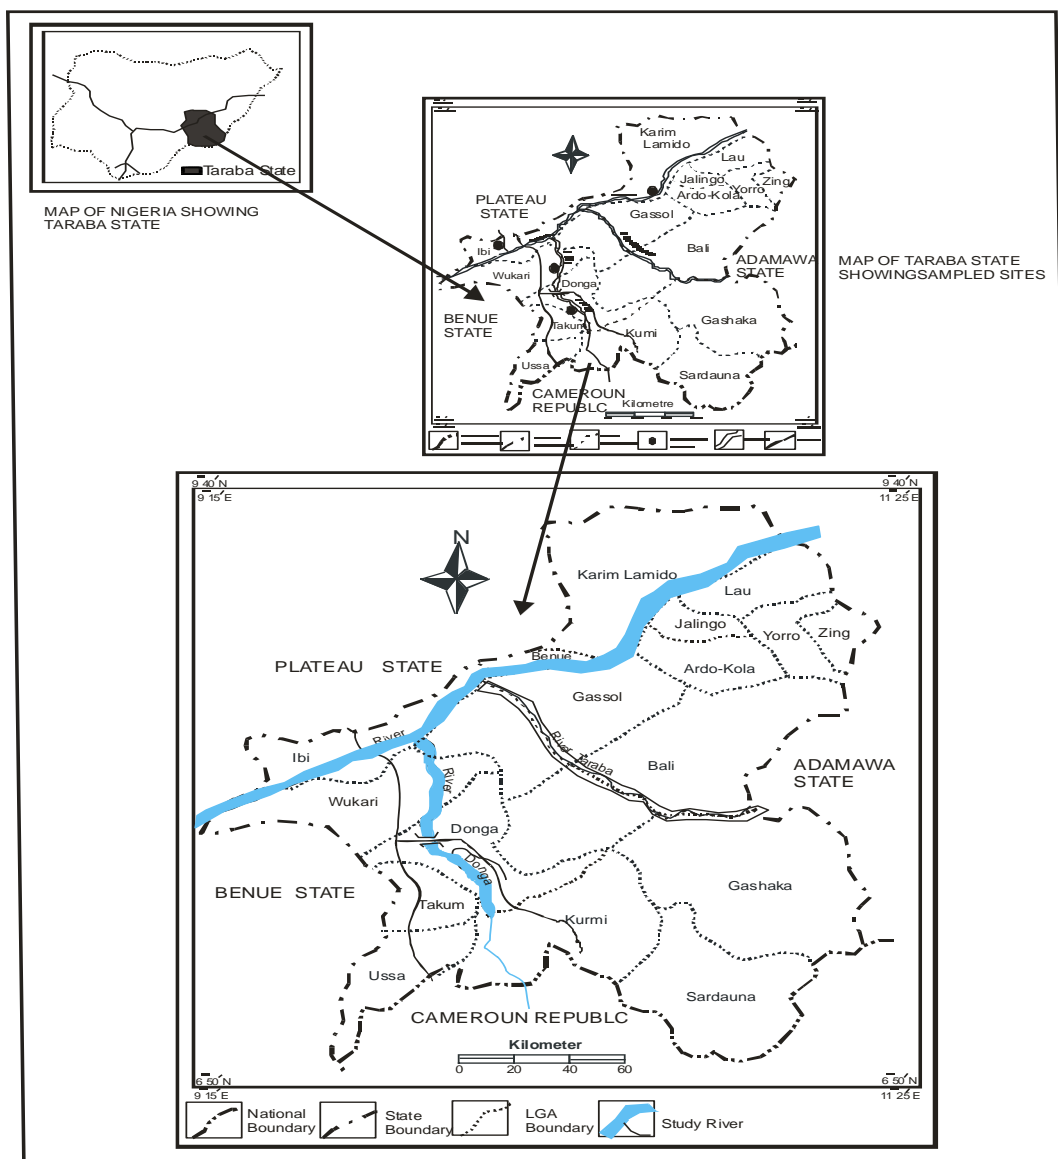 Taraba State
MAP OF NIGERIA SHOWING
TARABA STATE
Karim
Lamido
Lau
Jalingo
Zing
Yorro
Ardo-Kola
PLATEAU
STATE
Gassol
Bali
Ibi
ADAMAWA
STATE
MAP OF TARABA STATE
SHOWINGSAMPLED SITES
Wukari
Donga
BENUE
STATE
Takum
Kumi
Gashaka
Ussa
Sardauna
CAMEROUN
REPUBLC
Kilometre
9 40 N
9 15 E
9 40 N
11 25 E
N
Karim Lamido
Lau
Jalingo
Yorro
Zing
Benue
PLATEAU STATE
Ardo-Kola
Gassol
River
Ibi
River Taraba
Bali
ADAMAWA
STATE
River
Wukari
Donga
Donga
BENUE STATE
Gashaka
Takum
Kurmi
Ussa
Sardauna
CAMEROUN REPUBLC
Kilometer
0 20 40 60
6 50 N
9 15 E
6 50 N
11 25 E
National
Boundary
State
Boundary
LGA
Boundary
Study River